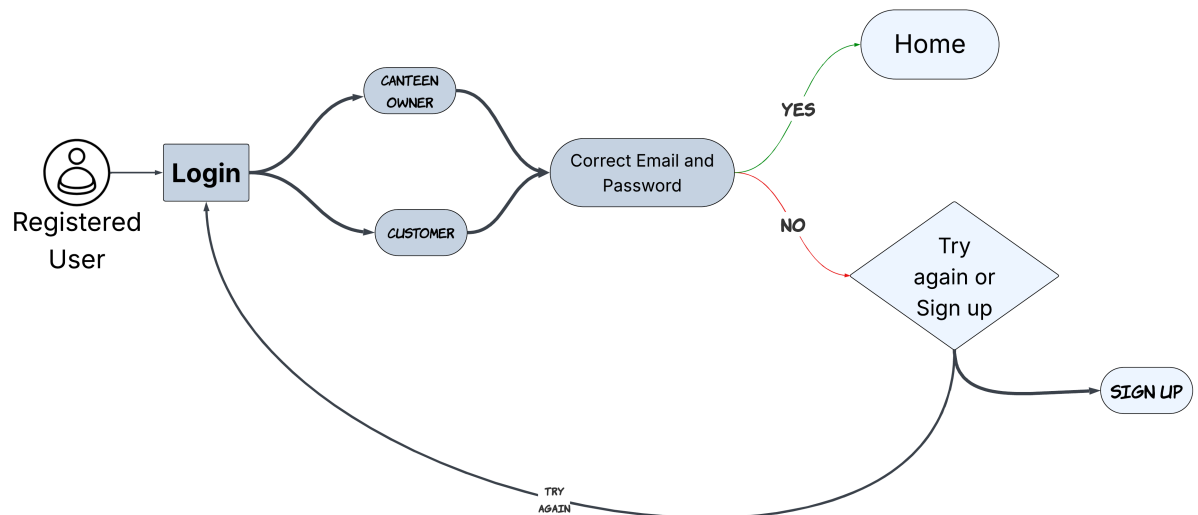 Registered
User
Login
CANTEEN
OWNER
CUSTOMER
Correct Email and
Password
YES
Home
NO
Try
again or
Sign up
SIGN UP
TRY
AGAIN